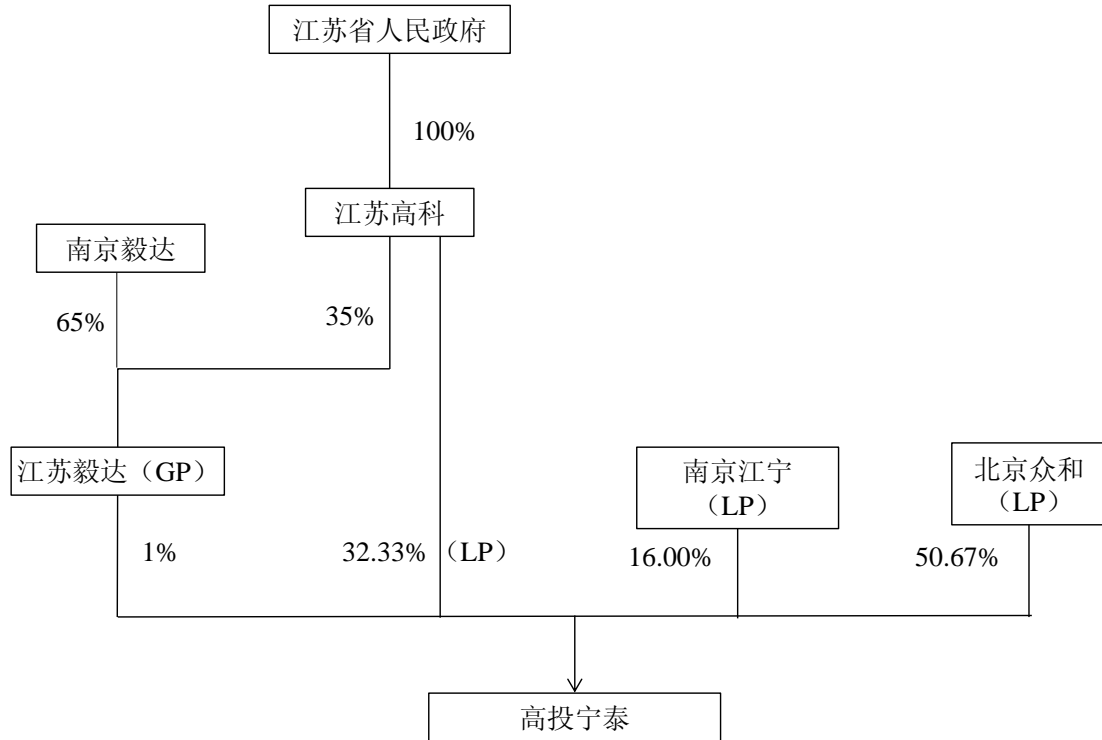 江苏省人民政府
100%
江苏高科
南京毅达
65%
35%
江苏毅达（GP）
南京江宁
（LP）
北京众和
（LP）
1%
32.33%（LP）
16.00%
50.67%
高投宁泰